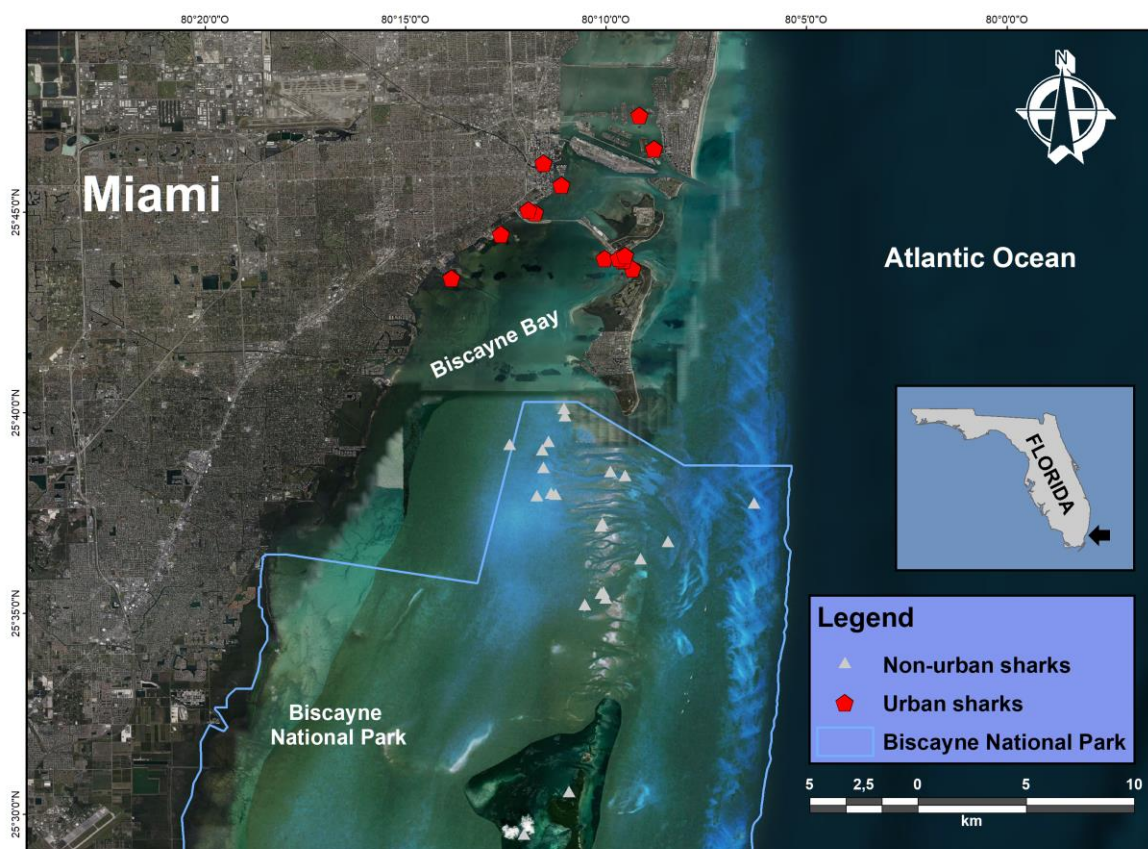 80°20'0"O
80°15'0"O
80°10'0"O
80°5'0"O
80°0'0"O
N
Miami
25°45'0"N
Atlantic Ocean
Biscayne Bay
25°40'0"N
FLORIDA
25°35'0"N
Legend
Non-urban sharks
Urban sharks
Biscayne National Park
Biscayne
National Park
5 2,5 0 5 10
km
25°30'0"N